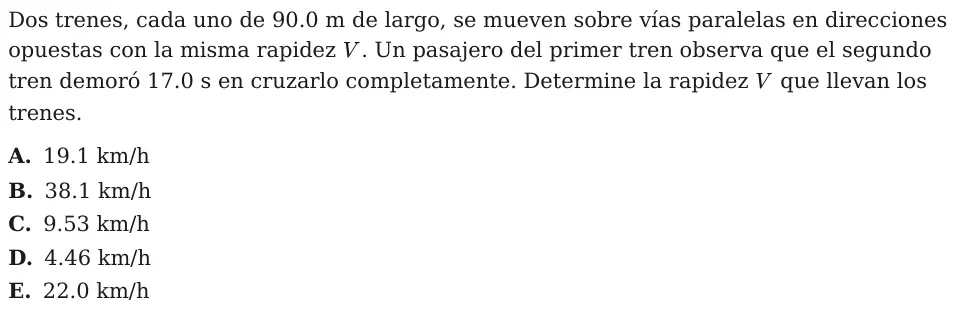 Dos trenes, cada uno de 90.0 m de largo, se mueven sobre vías paralelas en direcciones
opuestas con la misma rapidez V. Un pasajero del primer tren observa que el segundo
tren demoró 17.0 s en cruzarlo completamente. Determine la rapidez V que llevan los
trenes.
A. 19.1 km/h
B. 38.1 km/h
C. 9.53 km/h
D. 4.46 km/h
E. 22.0 km/h